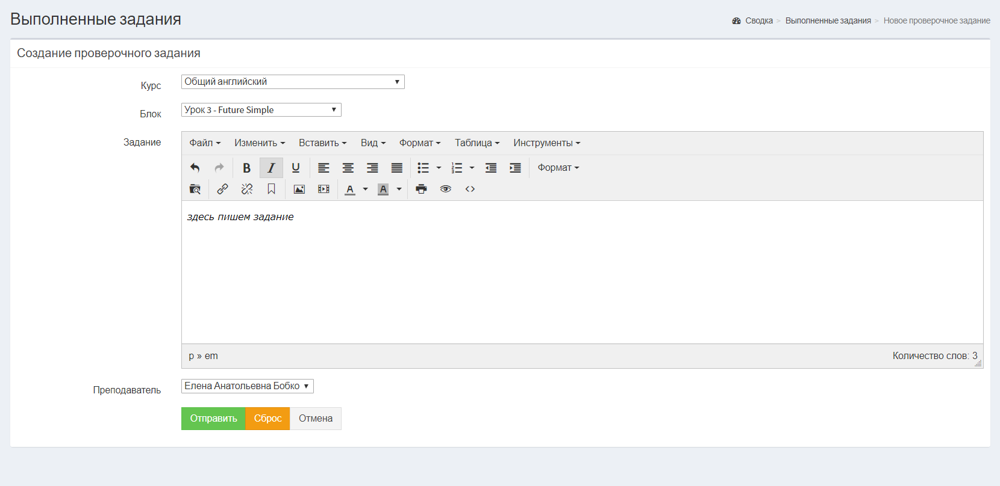 Выполненные задания
Сводка > Выполненные задания > Новое проверочное задание
Создание проверочного задания
Курс Общий английский
Блок Урок 3 - Future Simple
Задание
Файл Изменить Вставить Вид Формат Таблица Инструменты
B I U Формат
A A
здесь пишем задание
p » em Количество слов: 3
Преподаватель Елена Анатольевна Бобко
Отправить Сброс Отмена